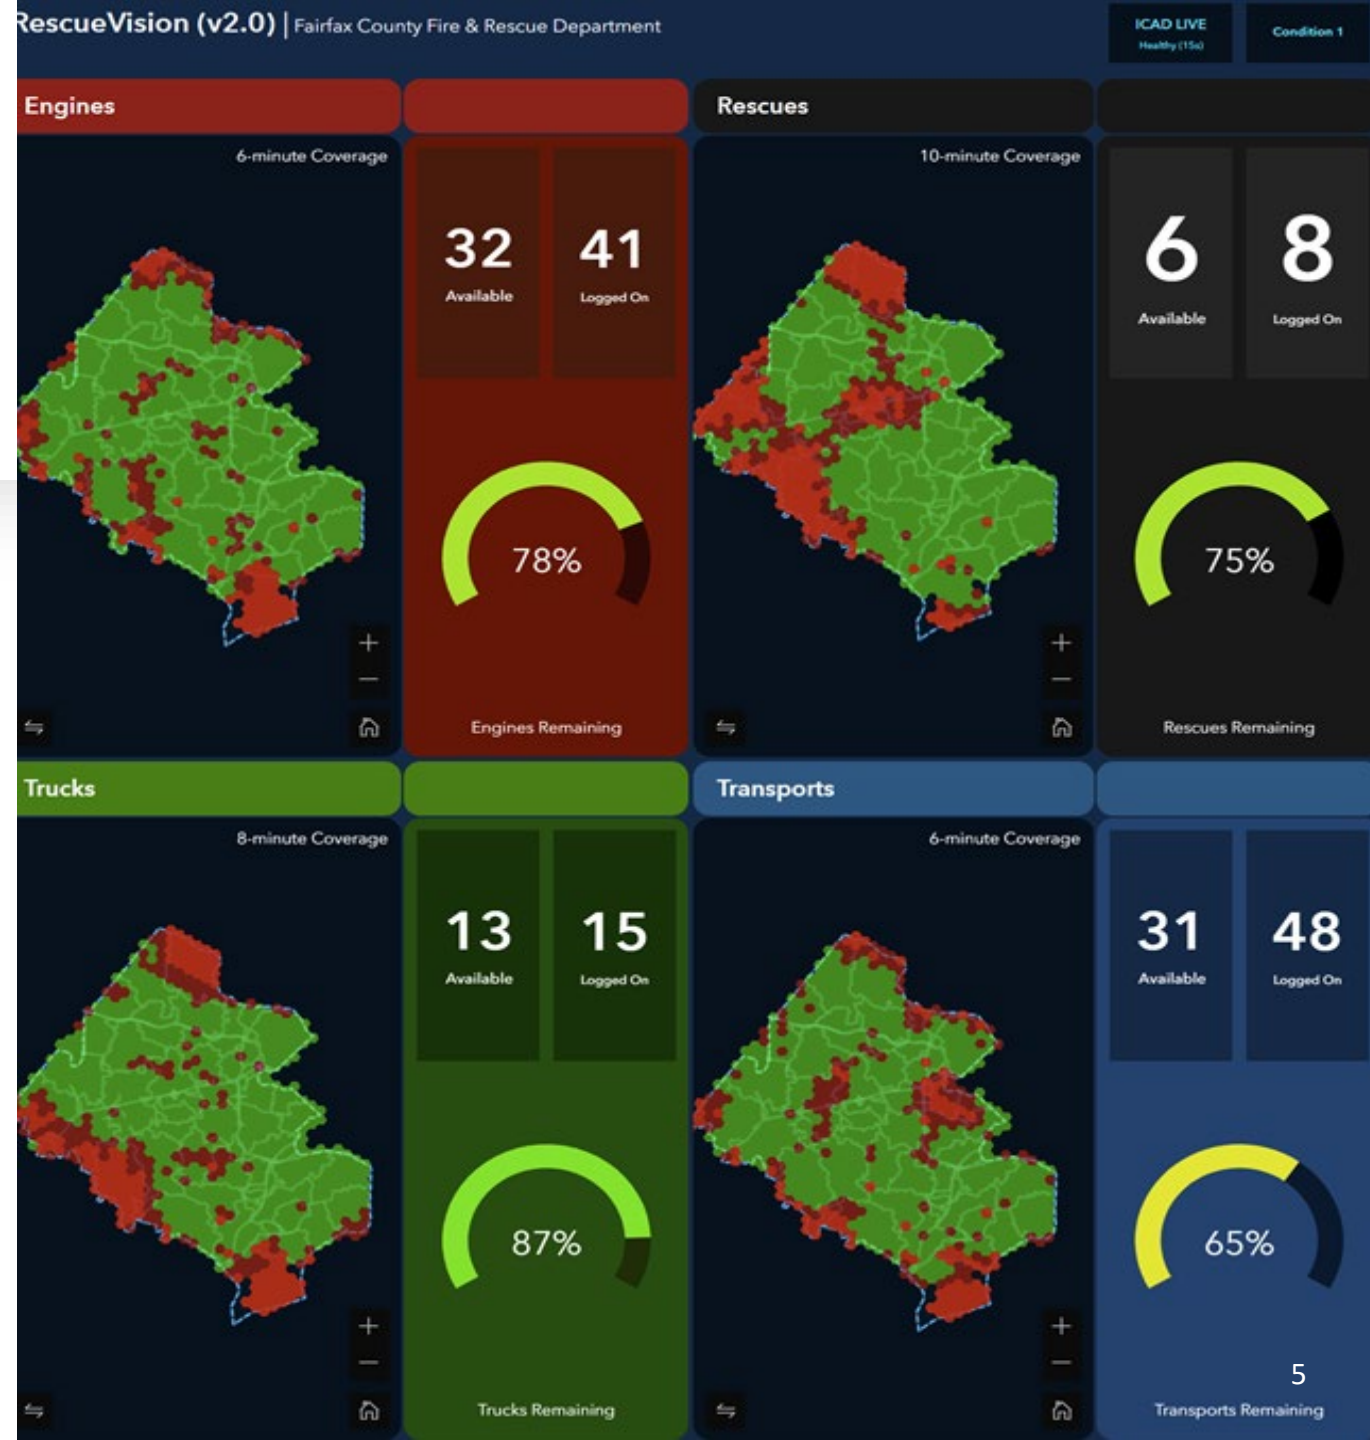 RescueVision (v2.0) | Fairfax County Fire & Rescue Department
ICAD LIVE
Healthy (15s)
Condition 1
Engines
6-minute Coverage
32
Available
41
Logged On
78%
Engines Remaining
Rescues
10-minute Coverage
6
Available
8
Logged On
75%
Rescues Remaining
Trucks
8-minute Coverage
13
Available
15
Logged On
87%
Trucks Remaining
Transports
6-minute Coverage
31
Available
48
Logged On
65%
5
Transports Remaining